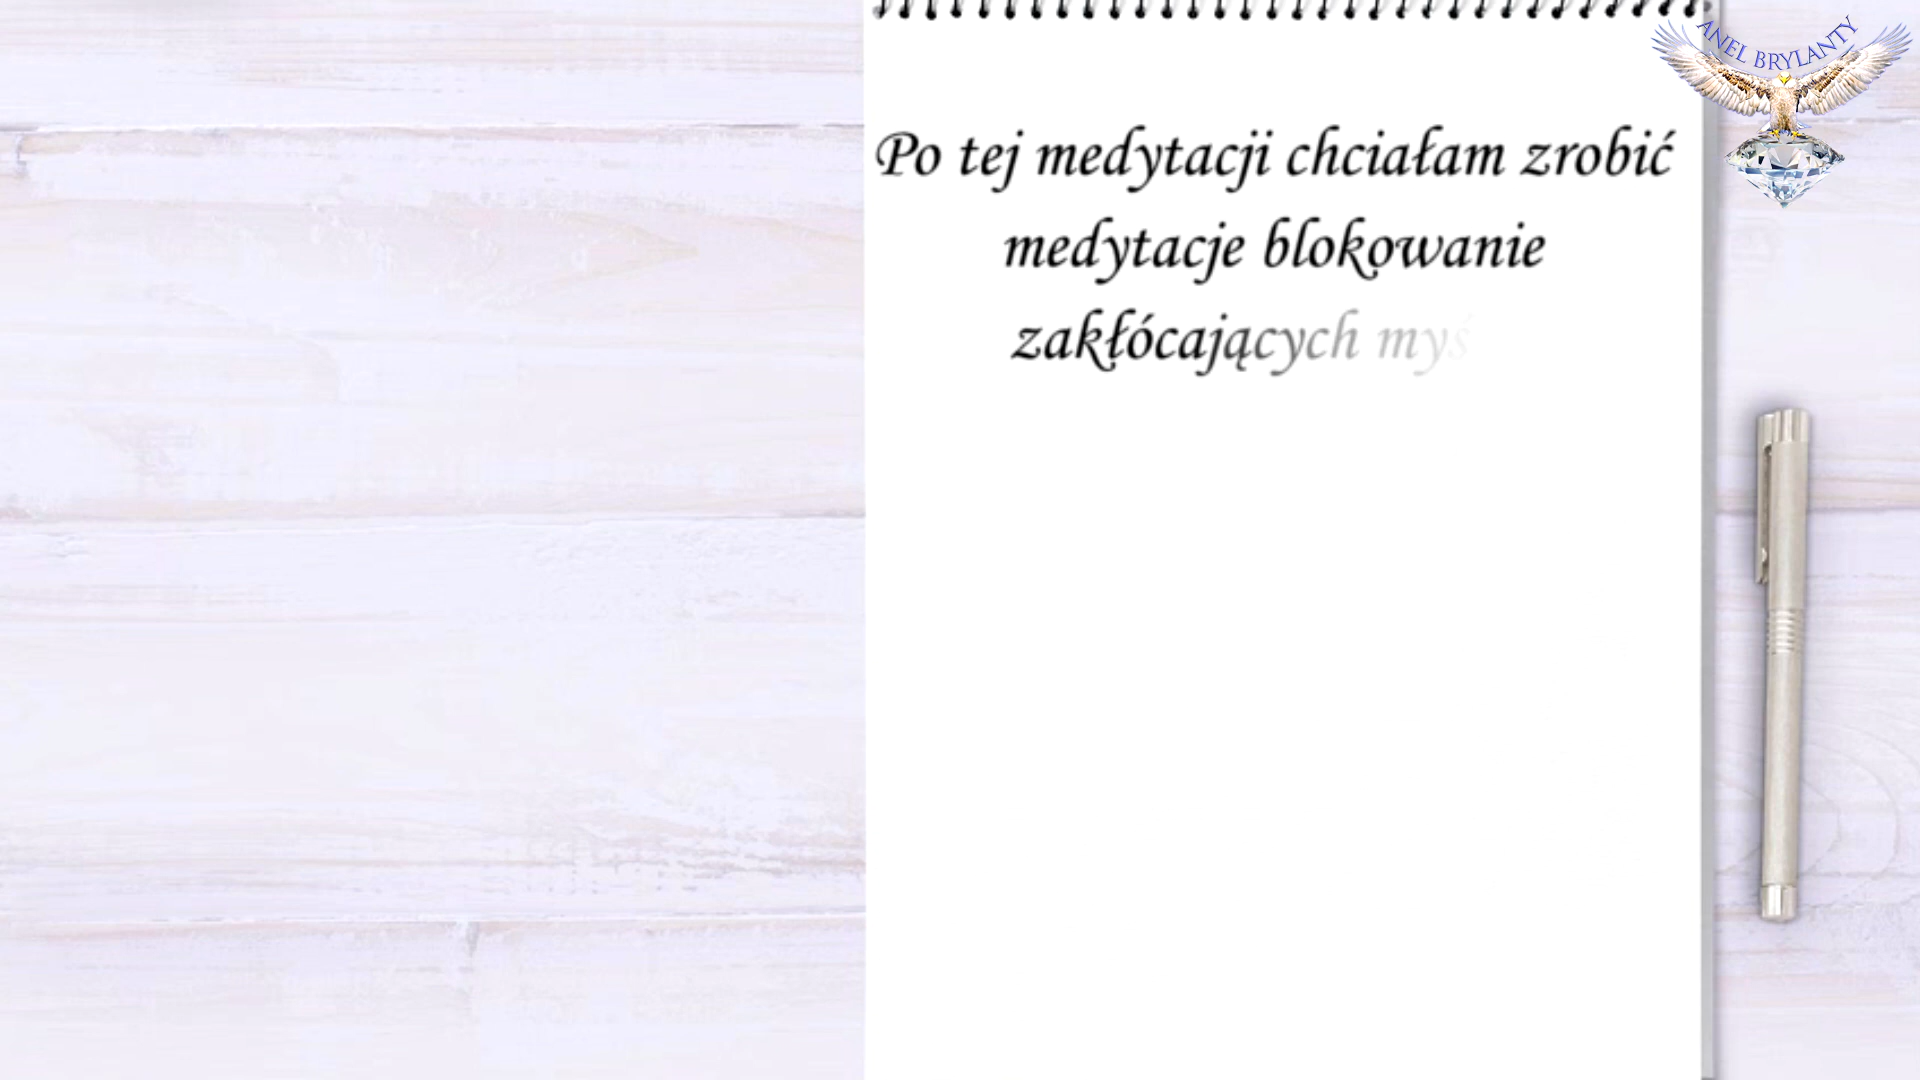 ANEL BRYLANTY
Po tej medytacji chciałam zrobić
medytacje blokowanie
zakłócających